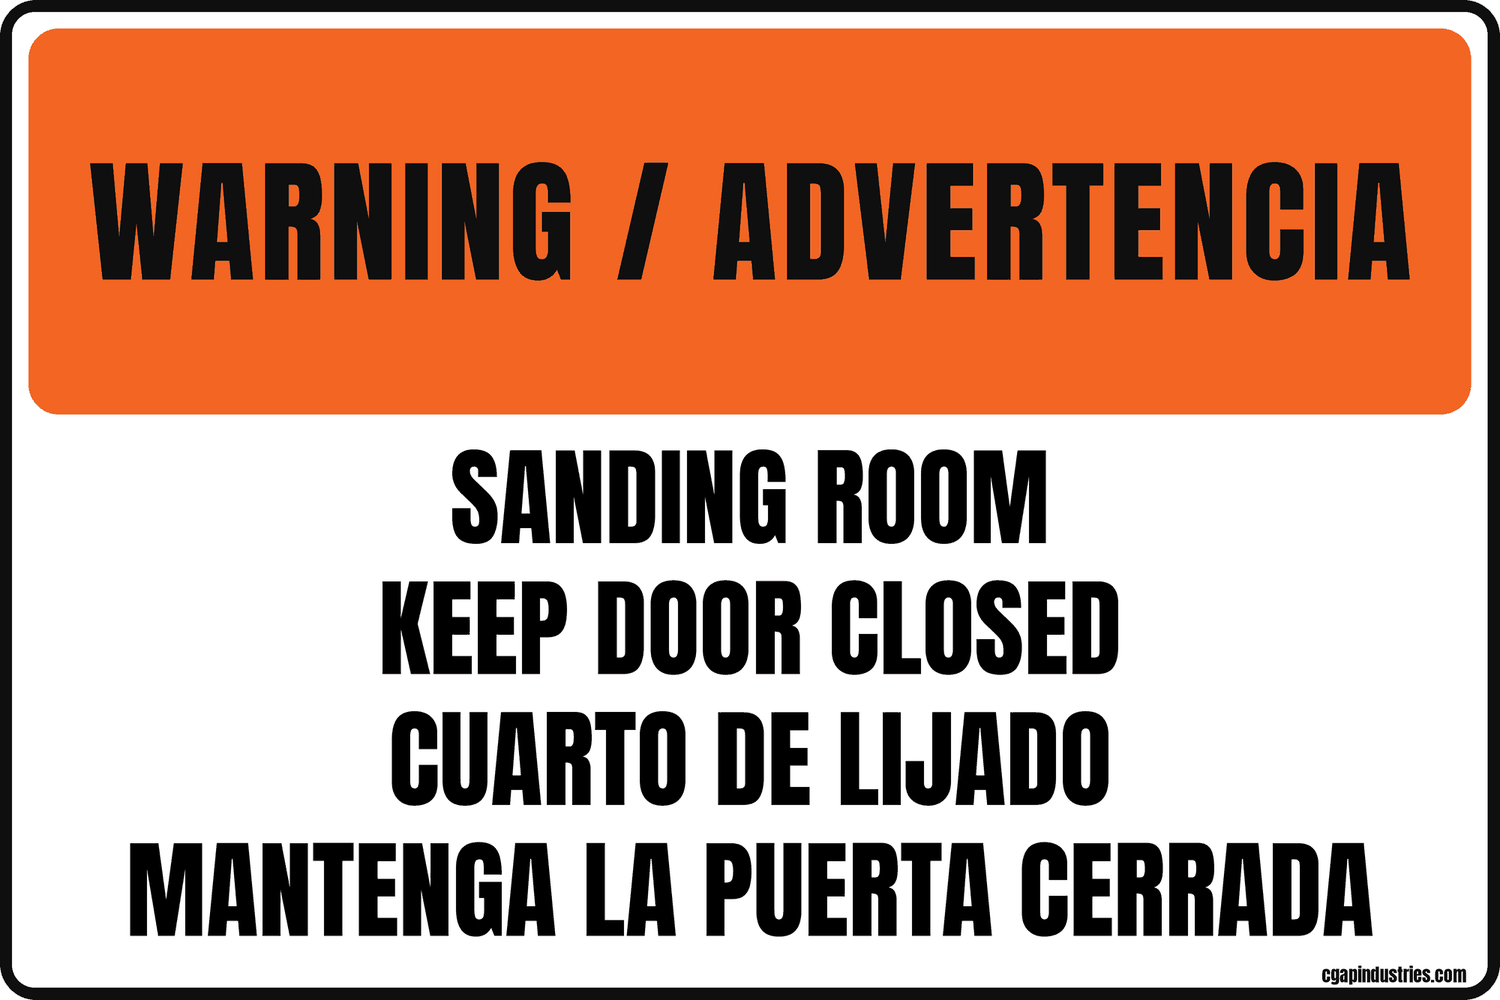 WARNING / ADVERTENCIA
SANDING ROOM
KEEP DOOR CLOSED
CUARTO DE LIJADO
MANTENGA LA PUERTA CERRADA
cgapindustries.com